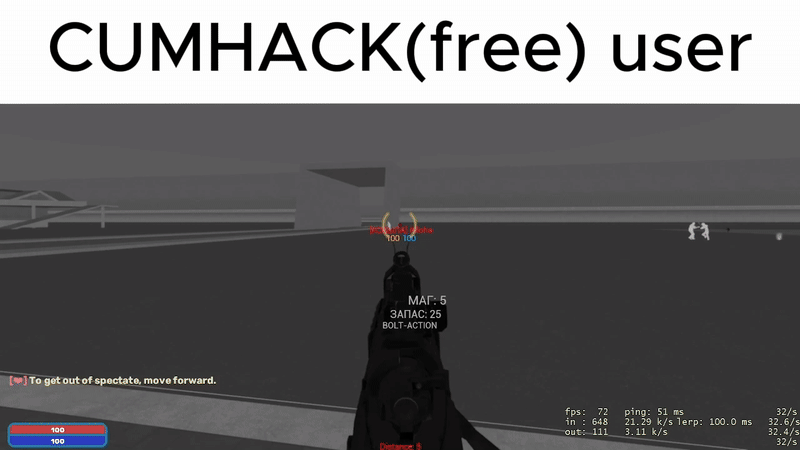 CUMHACK(free) user
100 100
МАГ: 5
ЗАПАС: 25
BOLT-ACTION
To get out of spectate, move forward.
fps: 72 ping: 51 ms 32/s
in : 648 21.29 k/s lerp: 100.0 ms 32.6/s
out: 111 3.11 k/s 32.4/s
32/s
100
100
Distance: 5